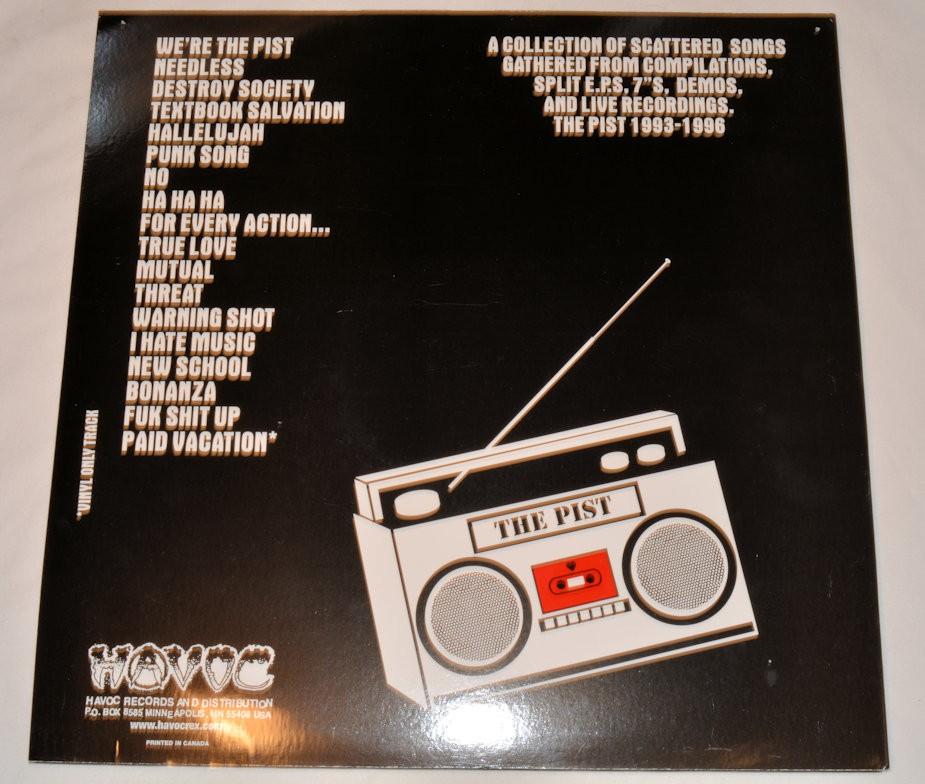 WE'RE THE PIST
NEEDLESS
DESTROY SOCIETY
TEXTBOOK SALVATION
HALLELUJAH
PUNK SONG
NO
HA HA HA
FOR EVERY ACTION...
TRUE LOVE
MUTUAL
THREAT
WARNING SHOT
I HATE MUSIC
NEW SCHOOL
BONANZA
FUK SHIT UP
PAID VACATION*
*VINYL ONLY TRACK
A COLLECTION OF SCATTERED SONGS
GATHERED FROM COMPILATIONS,
SPLIT E.P.S, 7"S, DEMOS,
AND LIVE RECORDINGS.
THE PIST 1993-1996
THE PIST
HAVOC
HAVOC RECORDS AND DISTRIBUTION
P.O. BOX 8585 MINNEAPOLIS, MN 55408 USA
www.havocrex.com
PRINTED IN CANADA